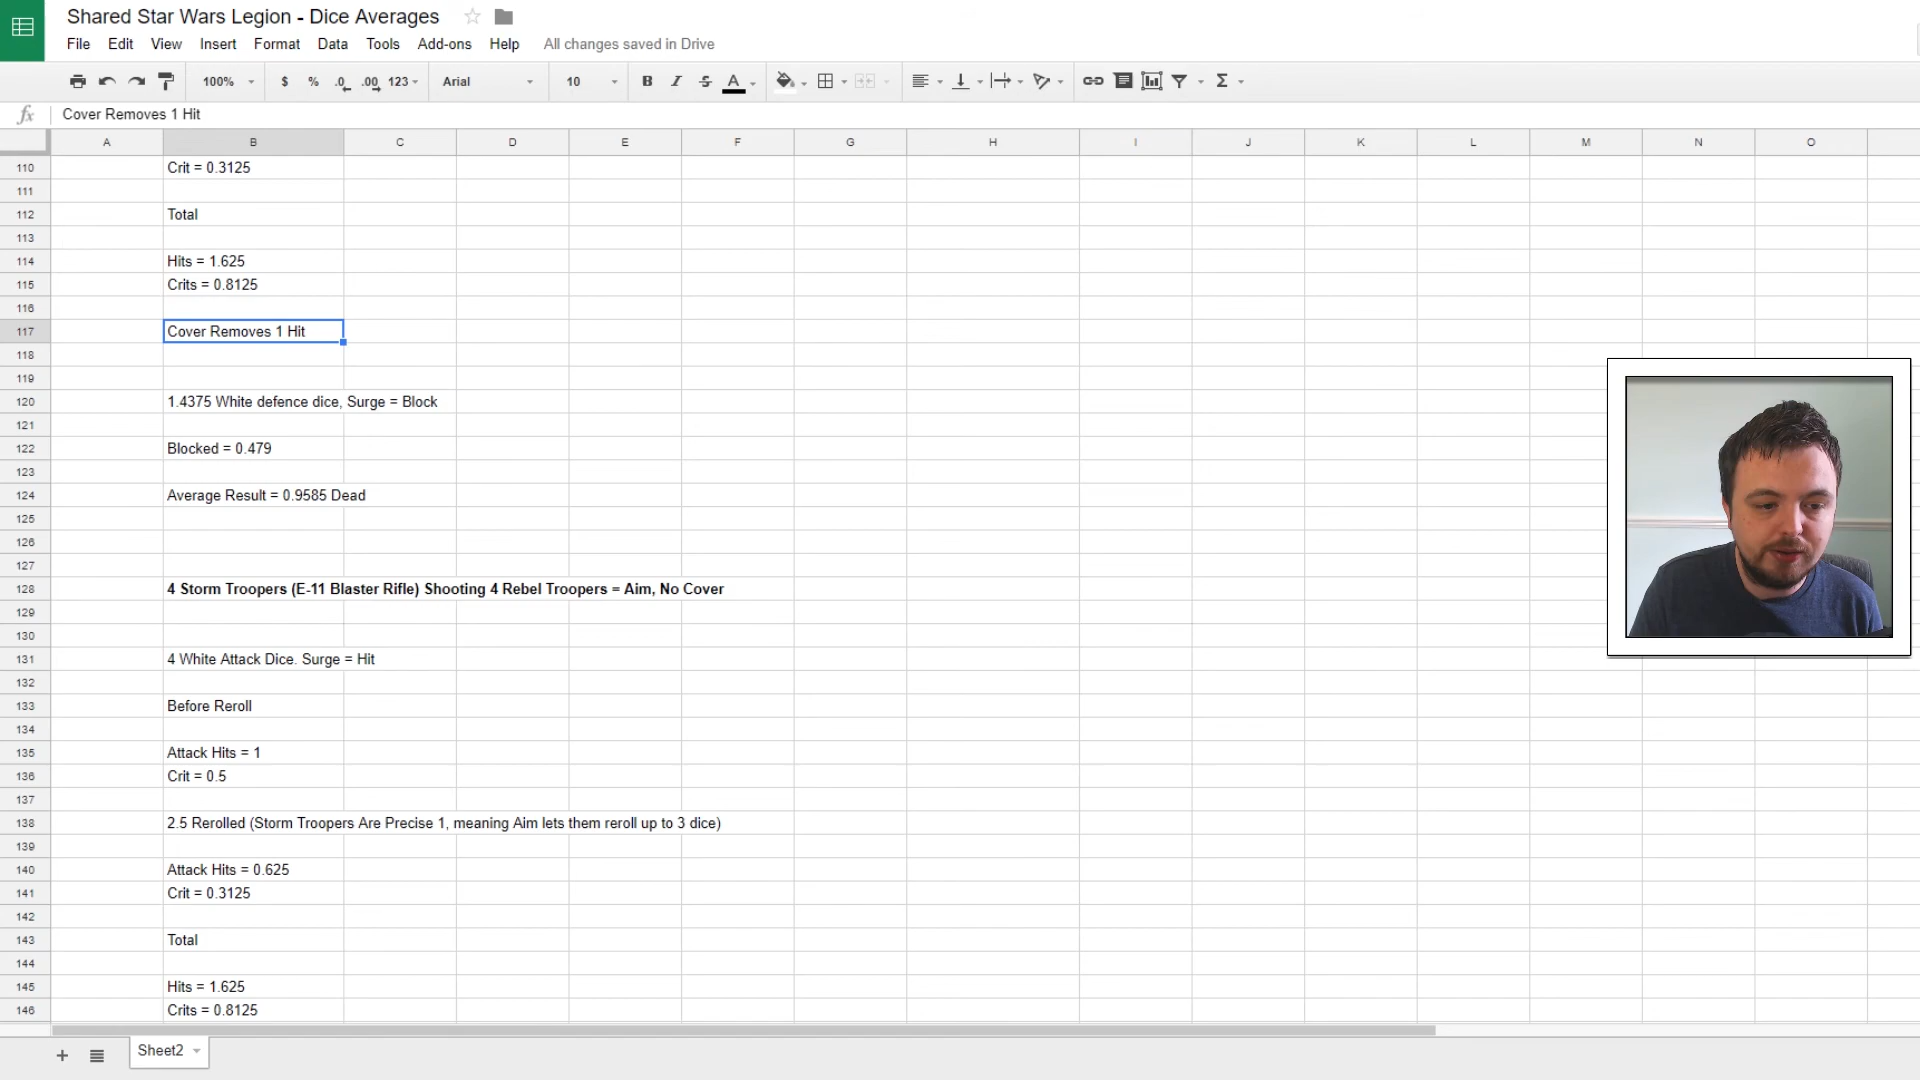 Shared Star Wars Legion - Dice Averages
File Edit View Insert Format Data Tools Add-ons Help All changes saved in Drive
100% $ % .0 .00 123 Arial 10 B I S A Σ
fx Cover Removes 1 Hit
A B C D E F G H I J K L M N O
110 Crit = 0.3125
111
112 Total
113
114 Hits = 1.625
115 Crits = 0.8125
116
117 Cover Removes 1 Hit
118
119
120 1.4375 White defence dice, Surge = Block
121
122 Blocked = 0.479
123
124 Average Result = 0.9585 Dead
125
126
127
128 4 Storm Troopers (E-11 Blaster Rifle) Shooting 4 Rebel Troopers = Aim, No Cover
129
130
131 4 White Attack Dice. Surge = Hit
132
133 Before Reroll
134
135 Attack Hits = 1
136 Crit = 0.5
137
138 2.5 Rerolled (Storm Troopers Are Precise 1, meaning Aim lets them reroll up to 3 dice)
139
140 Attack Hits = 0.625
141 Crit = 0.3125
142
143 Total
144
145 Hits = 1.625
146 Crits = 0.8125
+ Sheet2